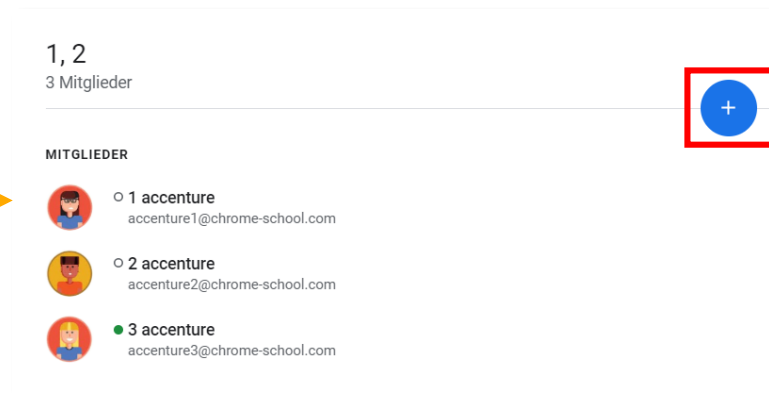 1, 2
3 Mitglieder
+
MITGLIEDER
1 accenture
accenture1@chrome-school.com
2 accenture
accenture2@chrome-school.com
3 accenture
accenture3@chrome-school.com